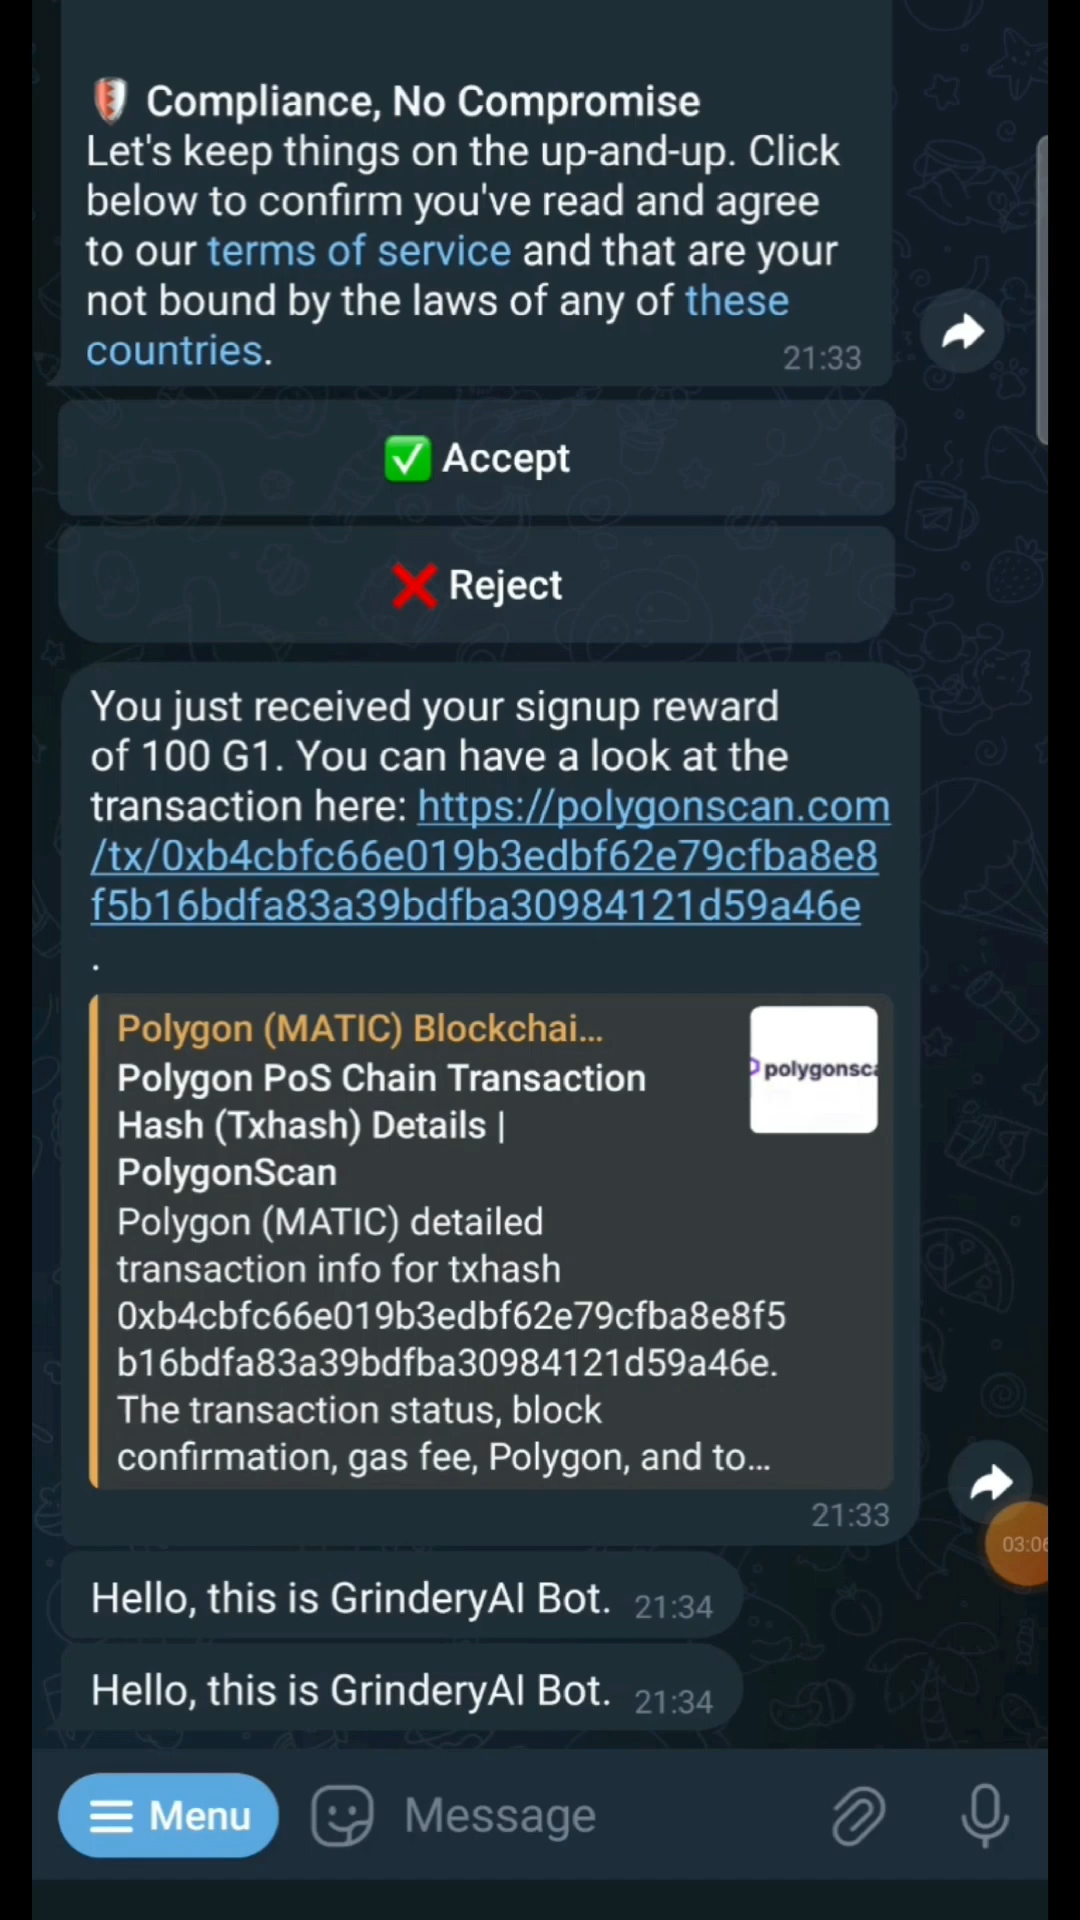 Compliance, No Compromise
Let's keep things on the up-and-up. Click
below to confirm you've read and agree
to our terms of service and that are your
not bound by the laws of any of these
countries.
21:33
Accept
Reject
You just received your signup reward
of 100 G1. You can have a look at the
transaction here: https://polygonscan.com
/tx/0xb4cbfc66e019b3edbf62e79cfba8e8
f5b16bdfa83a39bdfba30984121d59a46e
.
Polygon (MATIC) Blockchai...
Polygon PoS Chain Transaction
Hash (Txhash) Details |
PolygonScan
polygonsca
Polygon (MATIC) detailed
transaction info for txhash
0xb4cbfc66e019b3edbf62e79cfba8e8f5
b16bdfa83a39bdfba30984121d59a46e.
The transaction status, block
confirmation, gas fee, Polygon, and to...
21:33
03:06
Hello, this is GrinderyAI Bot. 21:34
Hello, this is GrinderyAI Bot. 21:34
Menu
Message